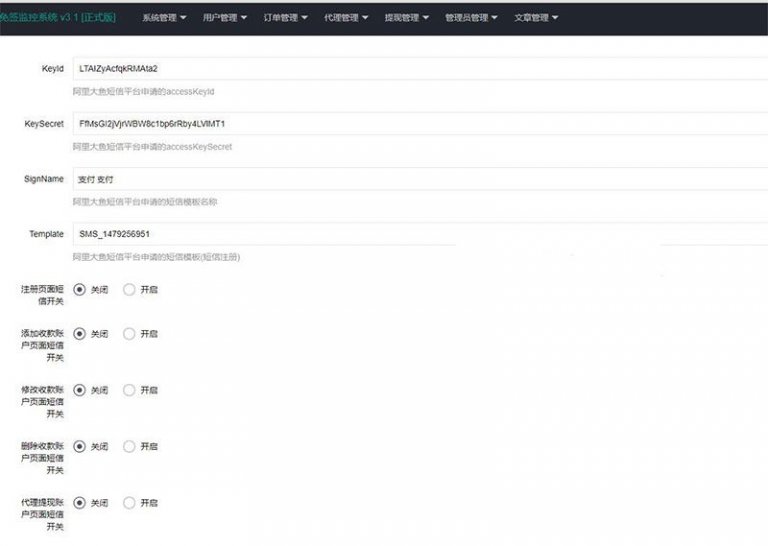 免签监控系统 v3.1 [正式版] 系统管理 用户管理 订单管理 代理管理 提现管理 管理员管理 文章管理
KeyId LTAIZyAcfqkRMAta2
阿里大鱼短信平台申请的accessKeyId
KeySecret FfMsGI2jVjrWBW8c1bp6rRby4LVlMT1
阿里大鱼短信平台申请的accessKeySecret
SignName 支付 支付
阿里大鱼短信平台申请的短信模板名称
Template SMS_1479256951
阿里大鱼短信平台申请的短信模板(短信注册)
注册页面短 关闭 开启
信开关
添加收款账 关闭 开启
户页面短信
开关
修改收款账 关闭 开启
户页面短信
开关
删除收款账 关闭 开启
户页面短信
开关
代理提现账 关闭 开启
户页面短信
开关